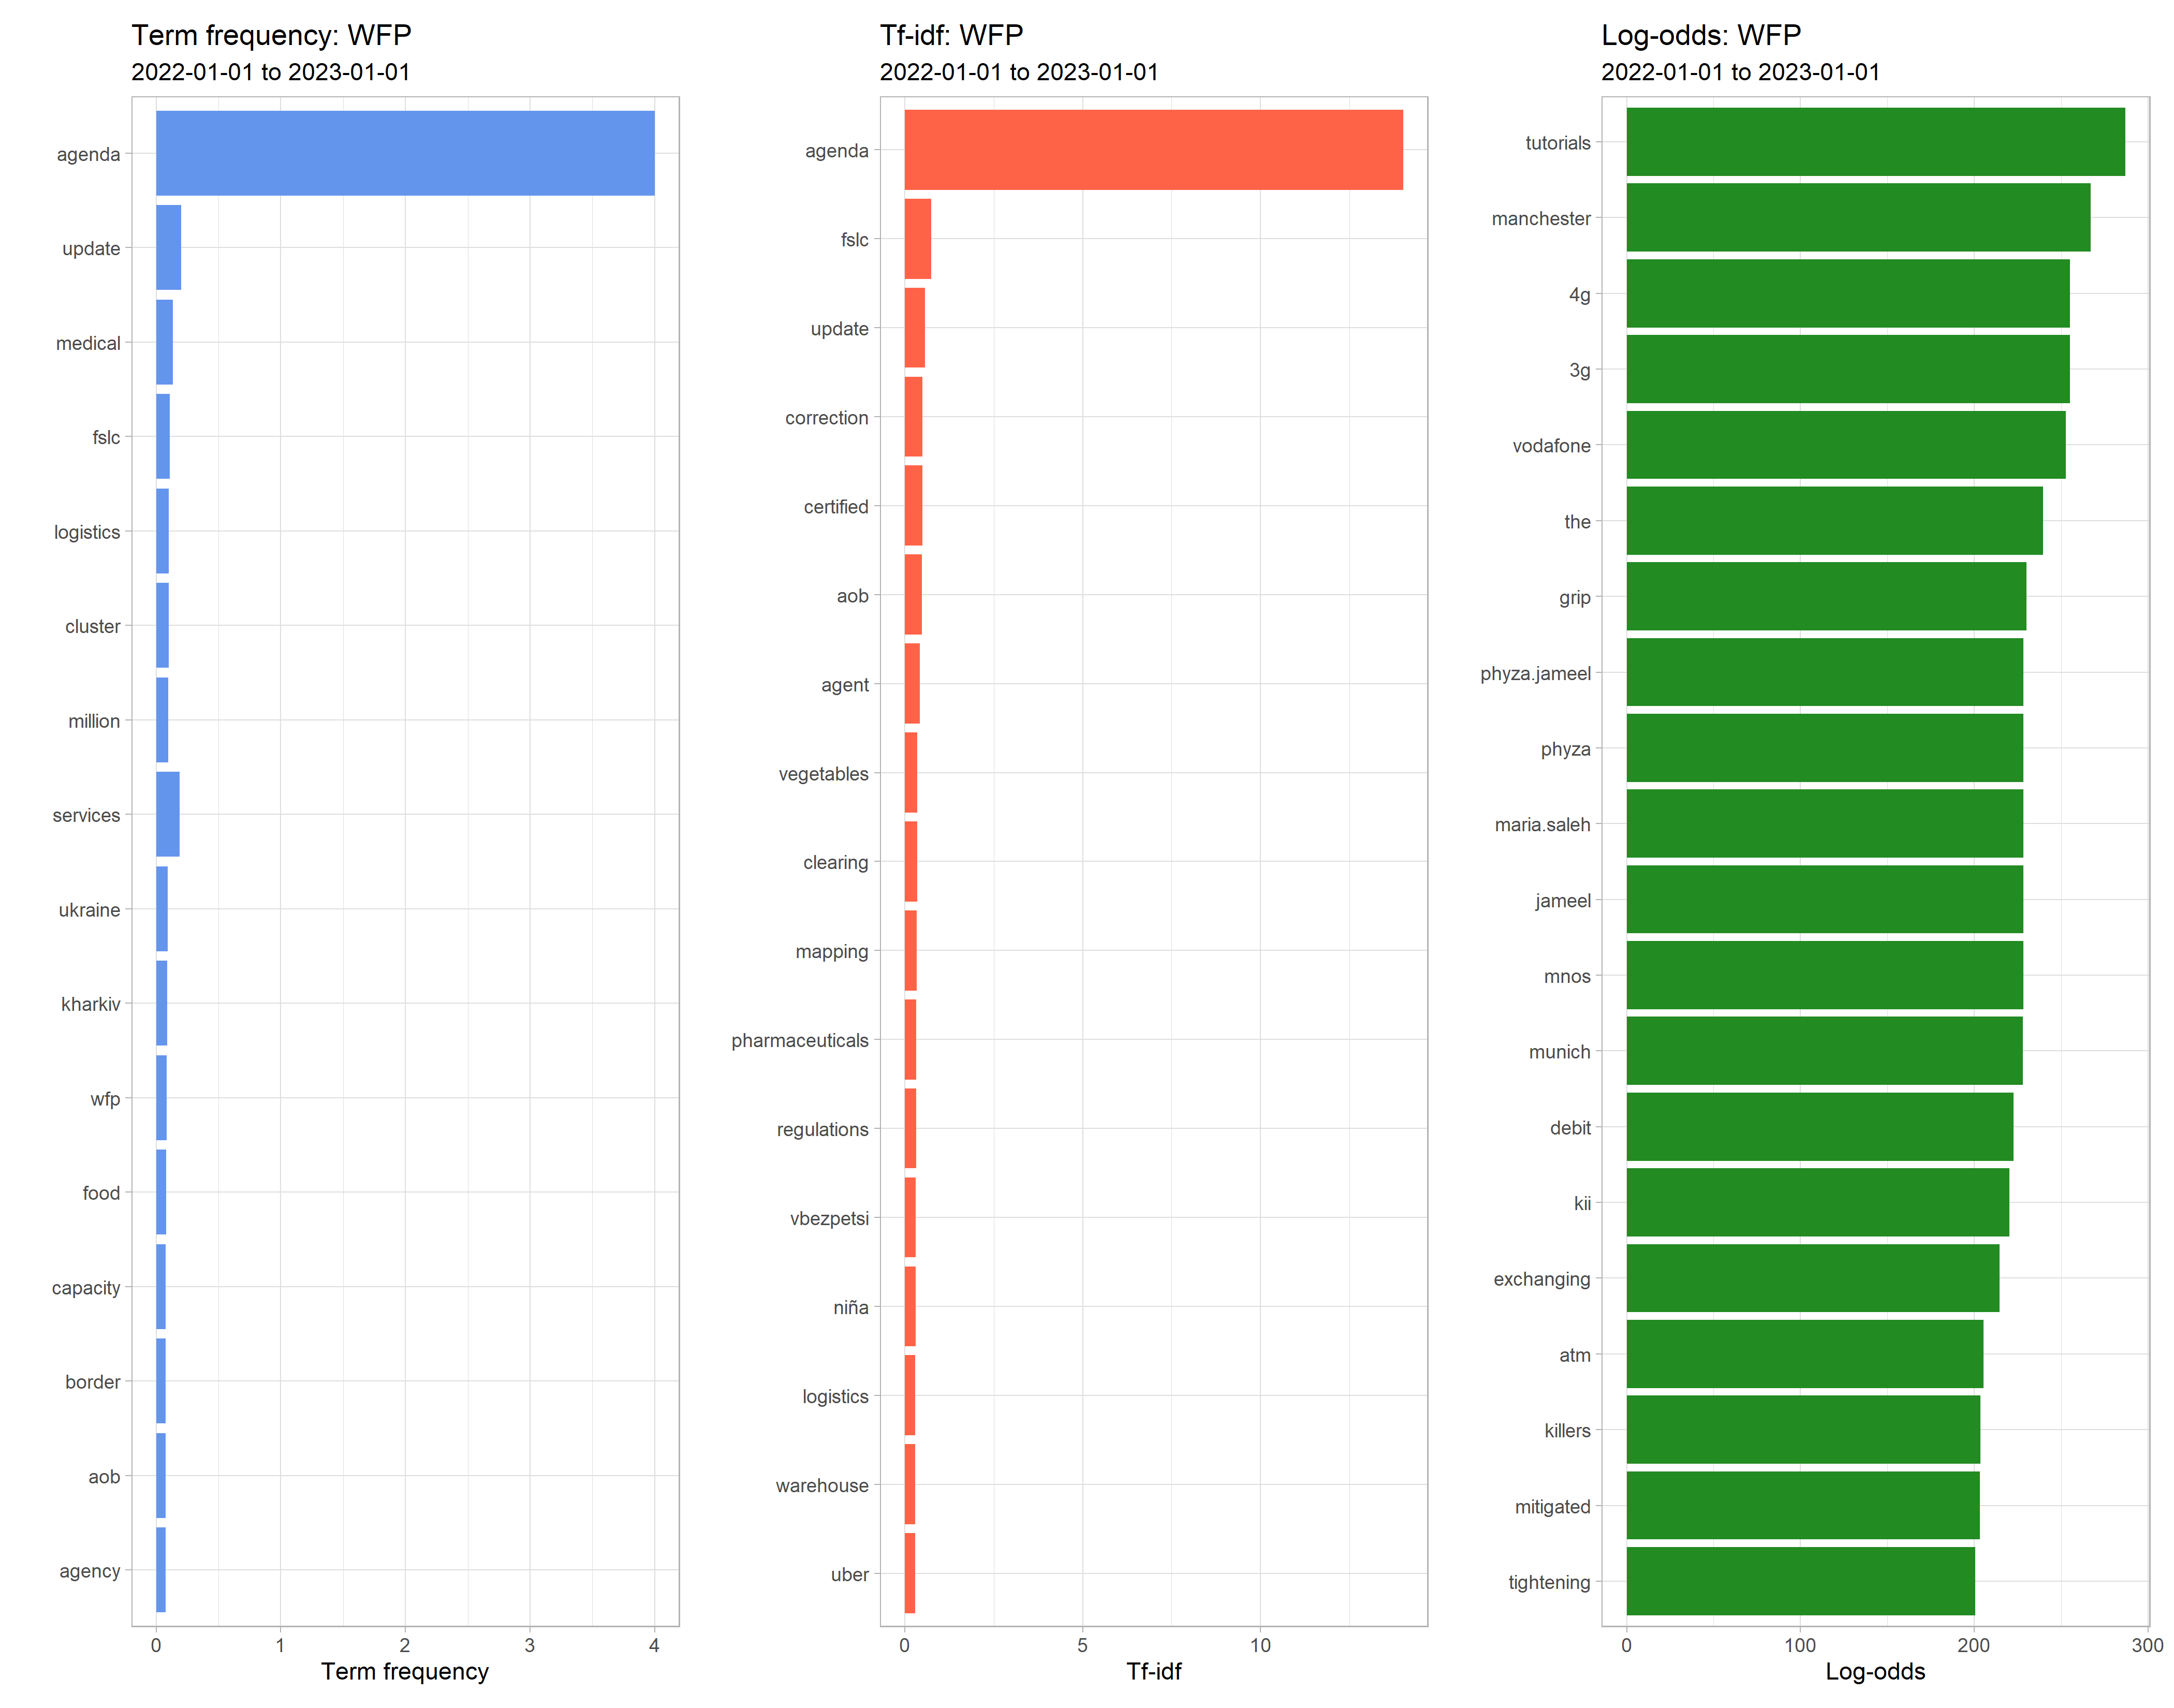 Term frequency: WFP
2022-01-01 to 2023-01-01
agenda
update
medical
fslc
logistics
cluster
million
services
ukraine
kharkiv
wfp
food
capacity
border
aob
agency
0 1 2 3 4
Term frequency
Tf-idf: WFP
2022-01-01 to 2023-01-01
agenda
fslc
update
correction
certified
aob
agent
vegetables
clearing
mapping
pharmaceuticals
regulations
vbezpetsi
niña
logistics
warehouse
uber
0 5 10
Tf-idf
Log-odds: WFP
2022-01-01 to 2023-01-01
tutorials
manchester
4g
3g
vodafone
the
grip
phyza.jameel
phyza
maria.saleh
jameel
mnos
munich
debit
kii
exchanging
atm
killers
mitigated
tightening
0 100 200 300
Log-odds